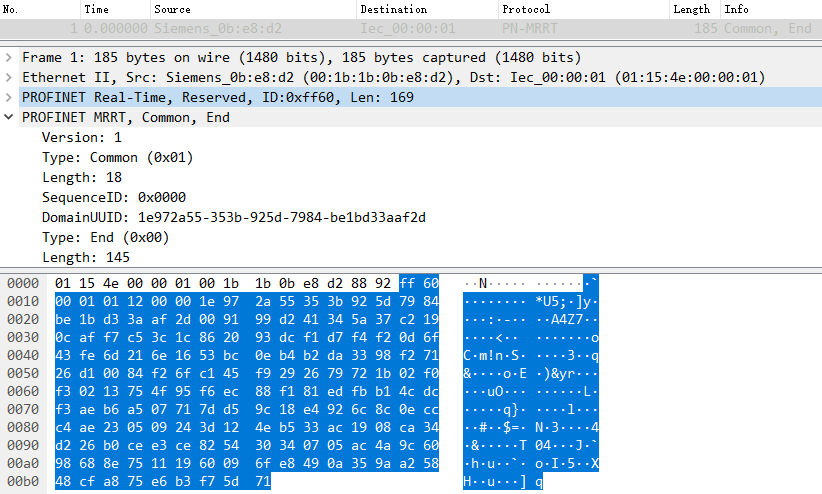 No. Time Source Destination Protocol Length Info
1 0.000000 Siemens_0b:e8:d2 Iec_00:00:01 PN-MRRT 185 Common, End
Frame 1: 185 bytes on wire (1480 bits), 185 bytes captured (1480 bits)
Ethernet II, Src: Siemens_0b:e8:d2 (00:1b:1b:0b:e8:d2), Dst: Iec_00:00:01 (01:15:4e:00:00:01)
PROFINET Real-Time, Reserved, ID:0xff60, Len: 169
PROFINET MRRT, Common, End
Version: 1
Type: Common (0x01)
Length: 18
SequenceID: 0x0000
DomainUUID: 1e972a55-353b-925d-7984-be1bd33aaf2d
Type: End (0x00)
Length: 145
0000 01 15 4e 00 00 01 00 1b 1b 0b e8 d2 88 92 ff 60 ··N····· ·······`
0010 00 01 01 12 00 00 1e 97 2a 55 35 3b 92 5d 79 84 ········ *U5;·]y·
0020 be 1b d3 3a af 2d 00 91 99 d2 41 34 5a 37 c2 19 ···:·-·· ··A4Z7··
0030 0c af f7 c5 3c 1c 86 20 93 dc f1 d7 f4 f2 0d 6f ····<·· ·······o
0040 43 fe 6d 21 6e 16 53 bc 0e b4 b2 da 33 98 f2 71 C·m!n·S· ····3··q
0050 26 d1 00 84 f2 6f c1 45 f9 29 26 79 72 1b 02 f0 &····o·E ·)&yr···
0060 f3 02 13 75 4f 95 f6 ec 88 f1 81 ed fb b1 4c dc ···uO··· ······L·
0070 f3 ae b6 a5 07 71 7d d5 9c 18 e4 92 6c 8c 0e cc ·····q}· ····l···
0080 c4 ae 23 05 09 24 3d 12 4e b5 33 ac 19 08 ca 34 ··#··$=· N·3····4
0090 d2 26 b0 ce e3 ce 82 54 30 34 07 05 ac 4a 9c 60 ·&·····T 04···J·`
00a0 98 68 8e 75 11 19 60 09 6f e8 49 0a 35 9a a2 58 ·h·u··`· o·I·5··X
00b0 48 cf a8 75 e6 b3 f7 5d 71 H··u···] q